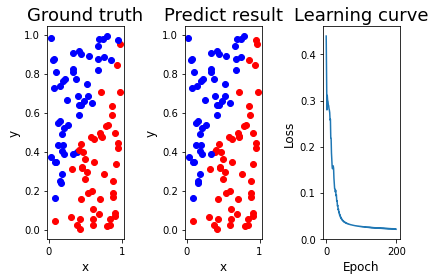 Ground truth
Predict result
Learning curve
1.0
0.8
0.6
0.4
0.2
0.0
y
0
1
x
1.0
0.8
0.6
0.4
0.2
0.0
y
0
1
x
0.4
0.3
0.2
0.1
0.0
Loss
0
200
Epoch